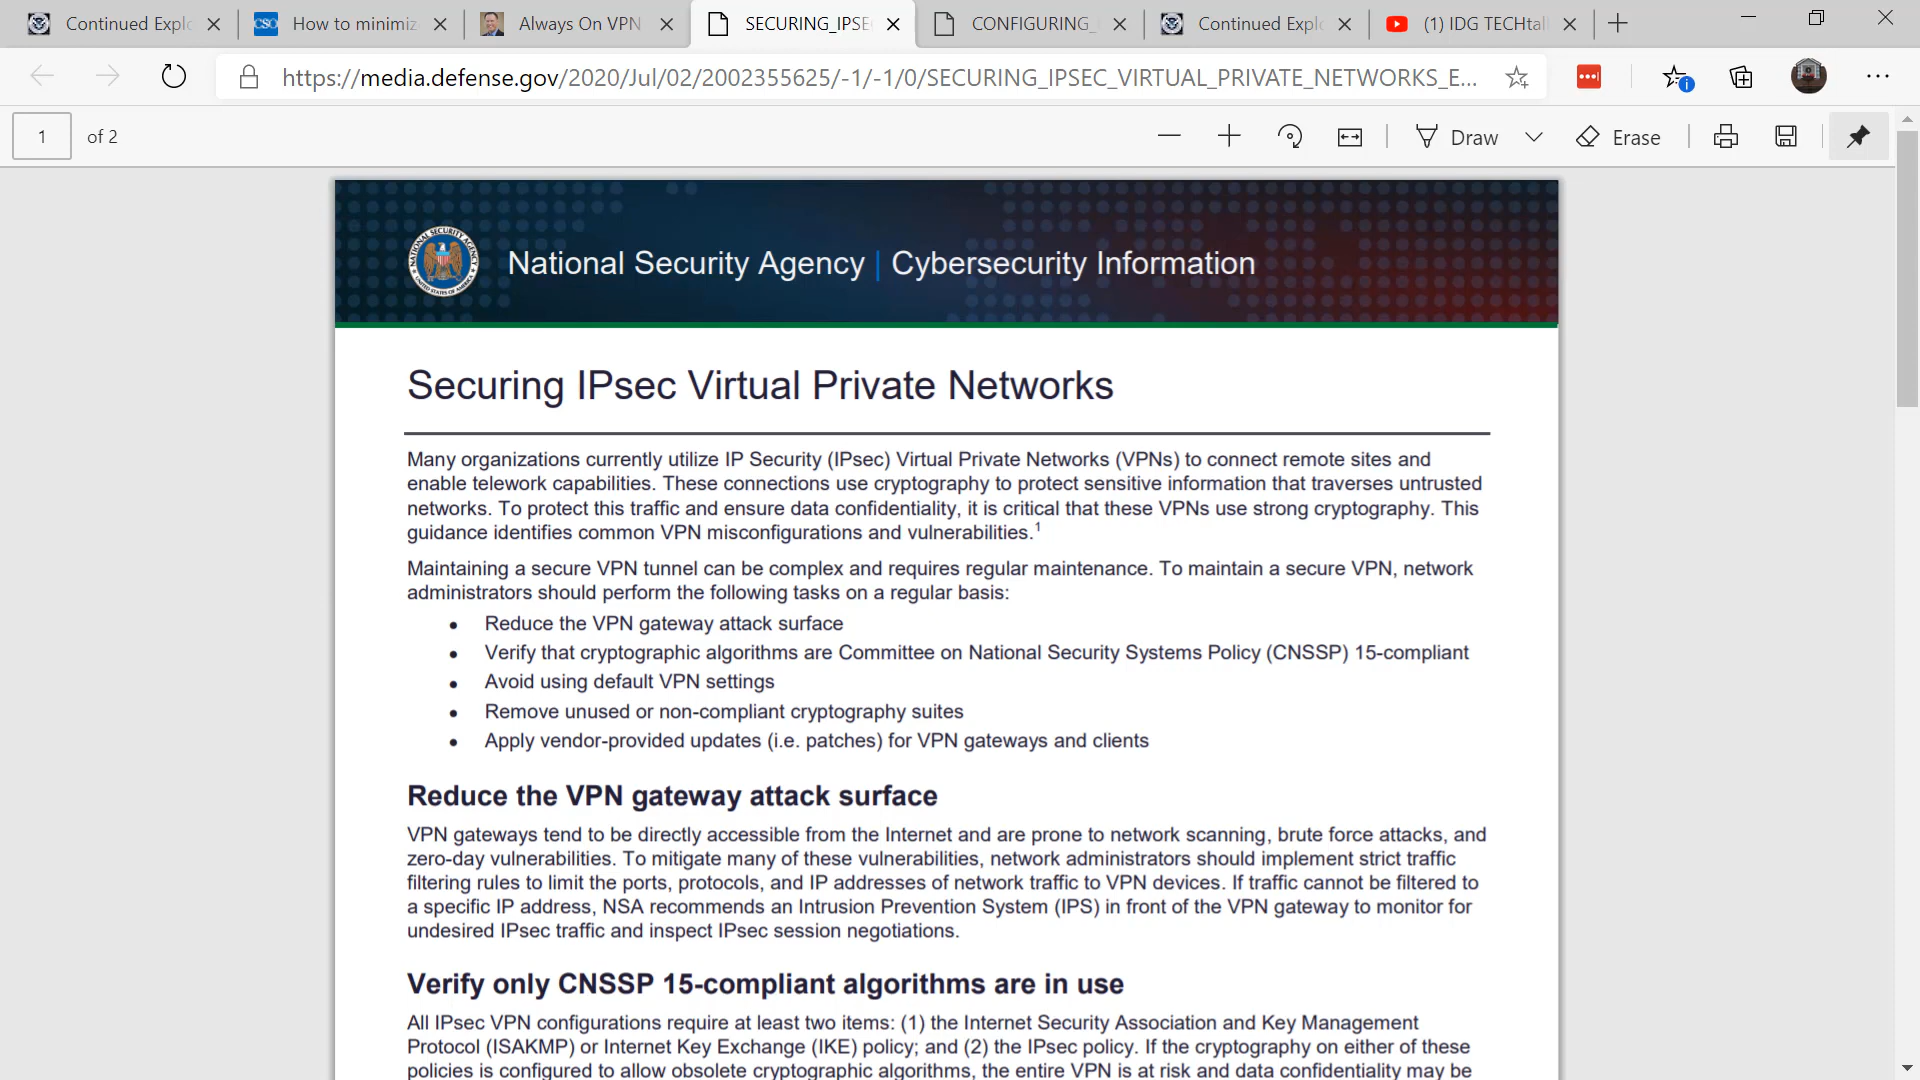 Continued Explo
CSO
How to minimiz
Always On VPN
SECURING_IPSE
CONFIGURING_
Continued Explo
(1) IDG TECHtal
https://media.defense.gov/2020/Jul/02/2002355625/-1/-1/0/SECURING_IPSEC_VIRTUAL_PRIVATE_NETWORKS_E...
1 of 2
Draw
Erase
National Security Agency | Cybersecurity Information
Securing IPsec Virtual Private Networks
Many organizations currently utilize IP Security (IPsec) Virtual Private Networks (VPNs) to connect remote sites and
enable telework capabilities. These connections use cryptography to protect sensitive information that traverses untrusted
networks. To protect this traffic and ensure data confidentiality, it is critical that these VPNs use strong cryptography. This
guidance identifies common VPN misconfigurations and vulnerabilities.1
Maintaining a secure VPN tunnel can be complex and requires regular maintenance. To maintain a secure VPN, network
administrators should perform the following tasks on a regular basis:
• Reduce the VPN gateway attack surface
• Verify that cryptographic algorithms are Committee on National Security Systems Policy (CNSSP) 15-compliant
• Avoid using default VPN settings
• Remove unused or non-compliant cryptography suites
• Apply vendor-provided updates (i.e. patches) for VPN gateways and clients
Reduce the VPN gateway attack surface
VPN gateways tend to be directly accessible from the Internet and are prone to network scanning, brute force attacks, and
zero-day vulnerabilities. To mitigate many of these vulnerabilities, network administrators should implement strict traffic
filtering rules to limit the ports, protocols, and IP addresses of network traffic to VPN devices. If traffic cannot be filtered to
a specific IP address, NSA recommends an Intrusion Prevention System (IPS) in front of the VPN gateway to monitor for
undesired IPsec traffic and inspect IPsec session negotiations.
Verify only CNSSP 15-compliant algorithms are in use
All IPsec VPN configurations require at least two items: (1) the Internet Security Association and Key Management
Protocol (ISAKMP) or Internet Key Exchange (IKE) policy; and (2) the IPsec policy. If the cryptography on either of these
policies is configured to allow obsolete cryptographic algorithms, the entire VPN is at risk and data confidentiality may be